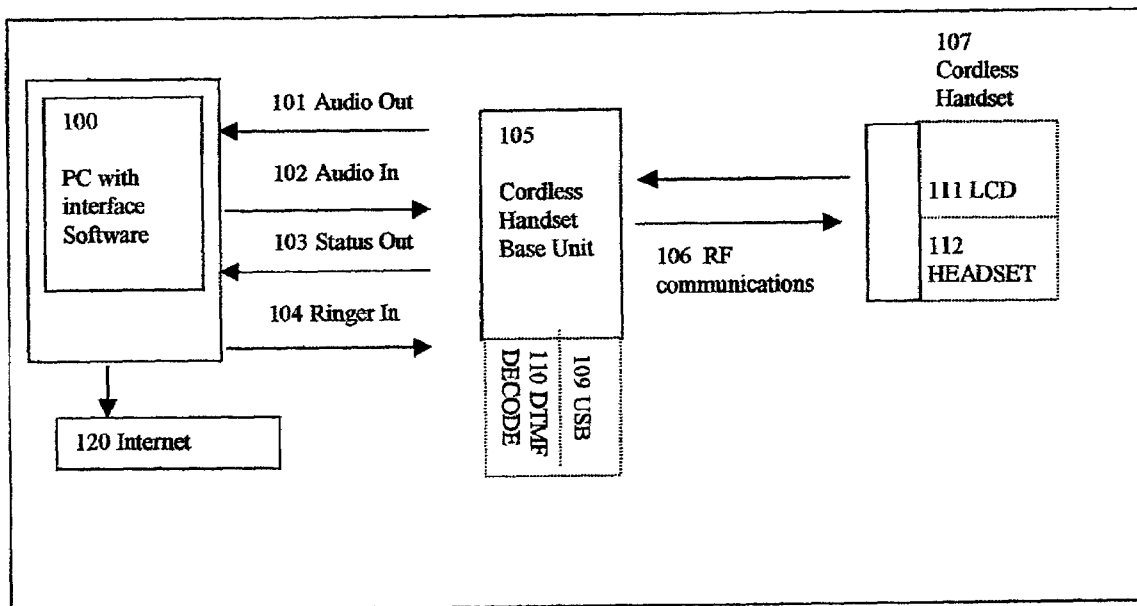 107
Cordless
Handset
101 Audio Out
100
PC with
interface
Software
102 Audio In
103 Status Out
104 Ringer In
105
Cordless
Handset
Base Unit
106 RF
communications
111 LCD
112
HEADSET
109 USB
110 DTMF
DECODE
120 Internet